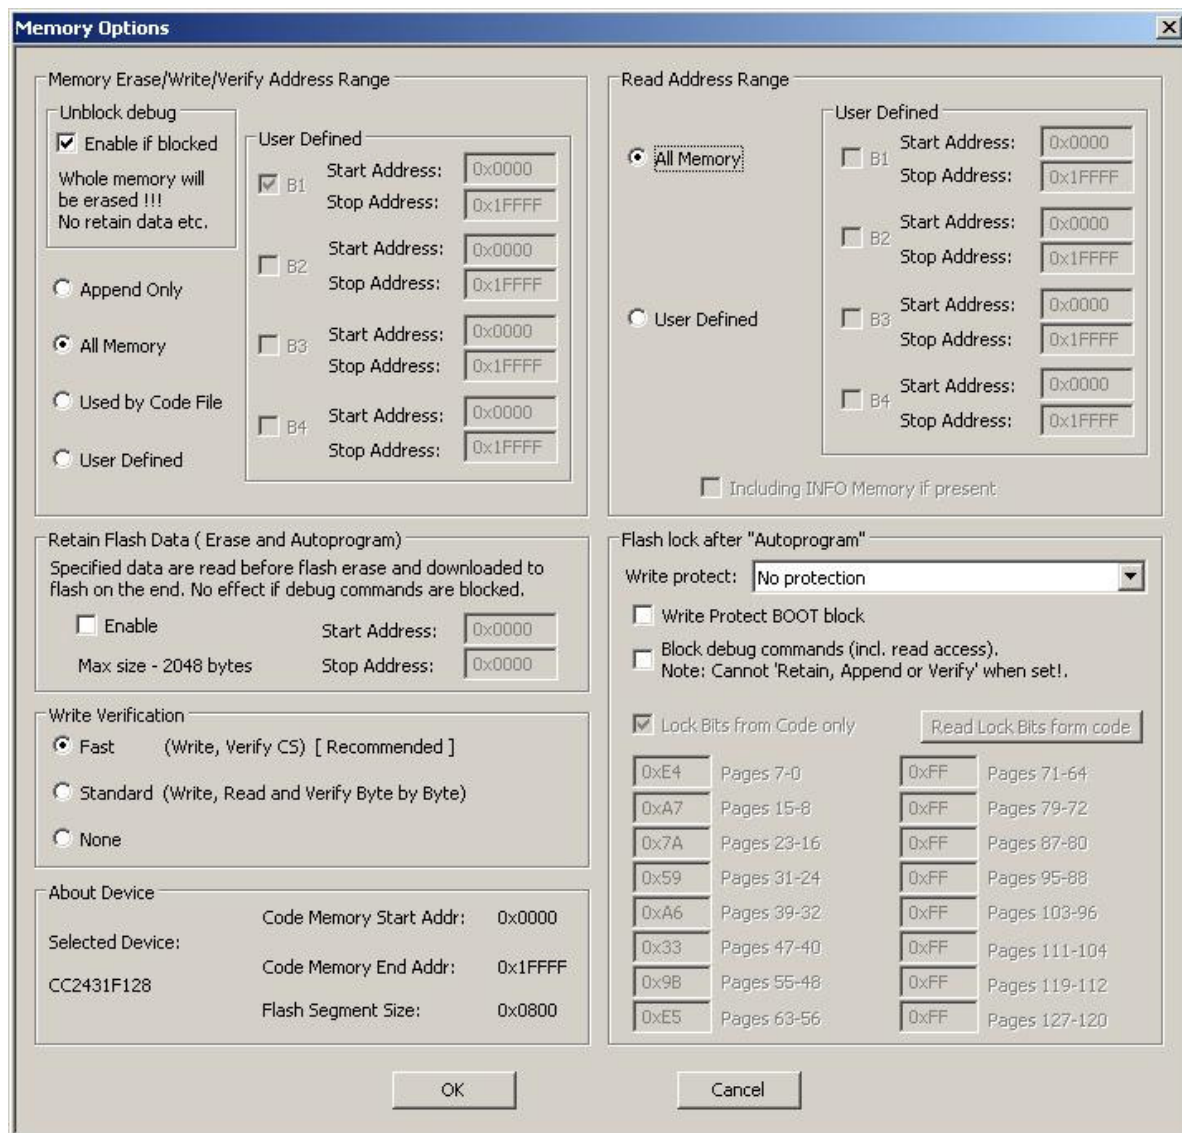 Memory Options
Memory Erase/Write/Verify Address Range
Unblock debug
Enable if blocked
Whole memory will
be erased !!!
No retain data etc.
Append Only
All Memory
Used by Code File
User Defined
User Defined
B1 Start Address: 0x0000
Stop Address: 0x1FFFF
B2 Start Address: 0x0000
Stop Address: 0x1FFFF
B3 Start Address: 0x0000
Stop Address: 0x1FFFF
B4 Start Address: 0x0000
Stop Address: 0x1FFFF
Read Address Range
All Memory
User Defined
User Defined
B1 Start Address: 0x0000
Stop Address: 0x1FFFF
B2 Start Address: 0x0000
Stop Address: 0x1FFFF
B3 Start Address: 0x0000
Stop Address: 0x1FFFF
B4 Start Address: 0x0000
Stop Address: 0x1FFFF
Including INFO Memory if present
Retain Flash Data ( Erase and Autoprogram)
Specified data are read before flash erase and downloaded to
flash on the end. No effect if debug commands are blocked.
Enable Start Address: 0x0000
Max size - 2048 bytes Stop Address: 0x0000
Write Verification
Fast (Write, Verify CS) [ Recommended ]
Standard (Write, Read and Verify Byte by Byte)
None
About Device
Selected Device:
CC2431F128
Code Memory Start Addr: 0x0000
Code Memory End Addr: 0x1FFFF
Flash Segment Size: 0x0800
Flash lock after "Autoprogram"
Write protect: No protection
Write Protect BOOT block
Block debug commands (incl. read access).
Note: Cannot 'Retain, Append or Verify' when set!.
Lock Bits from Code only Read Lock Bits form code
0xE4 Pages 7-0 0xFF Pages 71-64
0xA7 Pages 15-8 0xFF Pages 79-72
0x7A Pages 23-16 0xFF Pages 87-80
0x59 Pages 31-24 0xFF Pages 95-88
0xA6 Pages 39-32 0xFF Pages 103-96
0x33 Pages 47-40 0xFF Pages 111-104
0x9B Pages 55-48 0xFF Pages 119-112
0xE5 Pages 63-56 0xFF Pages 127-120
OK Cancel